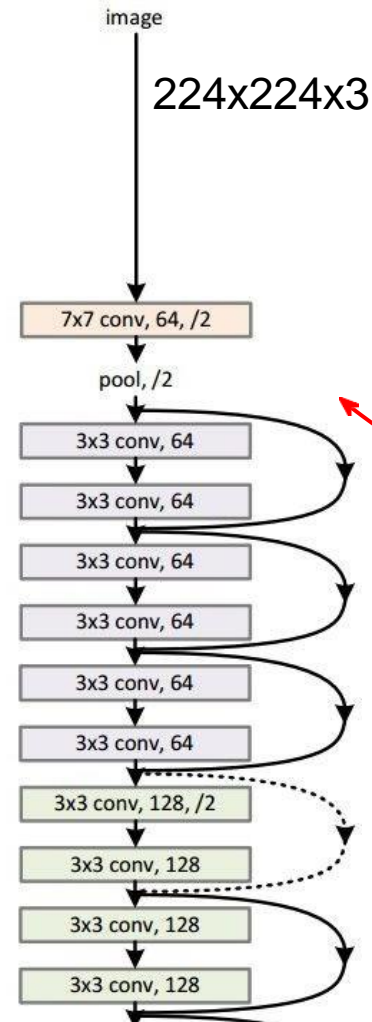 image
224x224x3
7x7 conv, 64, /2
pool, /2
3x3 conv, 64
3x3 conv, 64
3x3 conv, 64
3x3 conv, 64
3x3 conv, 64
3x3 conv, 64
3x3 conv, 128, /2
3x3 conv, 128
3x3 conv, 128
3x3 conv, 128